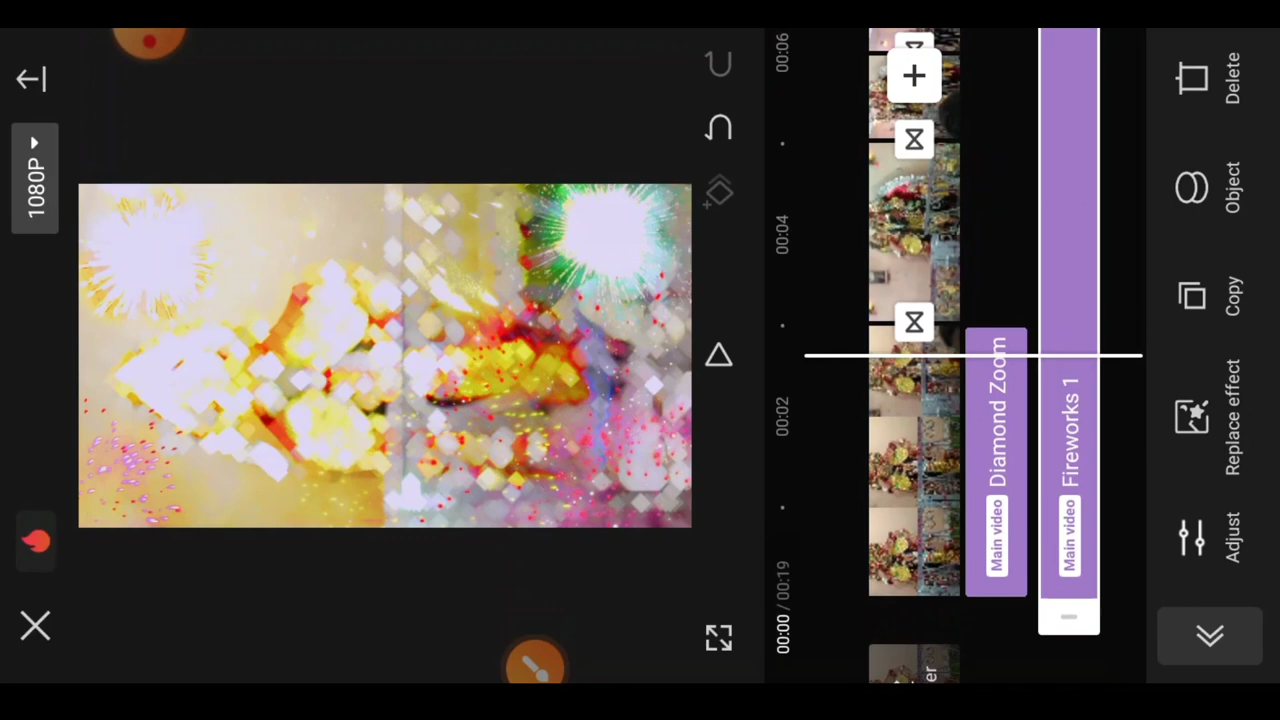 1080P
00:00 / 00:19
00:02
00:04
00:06
Main video Diamond Zoom
Main video Fireworks 1
er
Adjust
Replace effect
Copy
Object
Delete